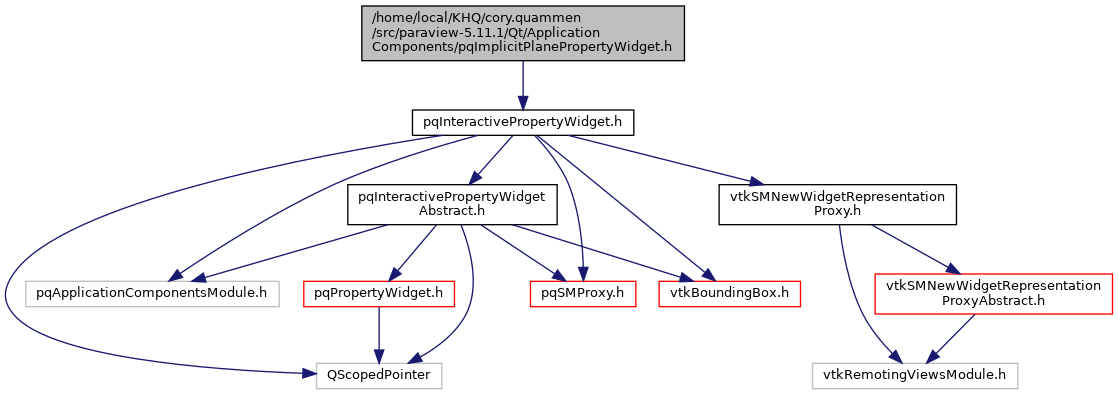 /home/local/KHQ/cory.quammen
/src/paraview-5.11.1/Qt/Application
Components/pqImplicitPlanePropertyWidget.h
pqInteractivePropertyWidget.h
pqInteractivePropertyWidget
Abstract.h
vtkSMNewWidgetRepresentation
Proxy.h
pqApplicationComponentsModule.h
pqPropertyWidget.h
pqSMProxy.h
vtkBoundingBox.h
vtkSMNewWidgetRepresentation
ProxyAbstract.h
QScopedPointer
vtkRemotingViewsModule.h